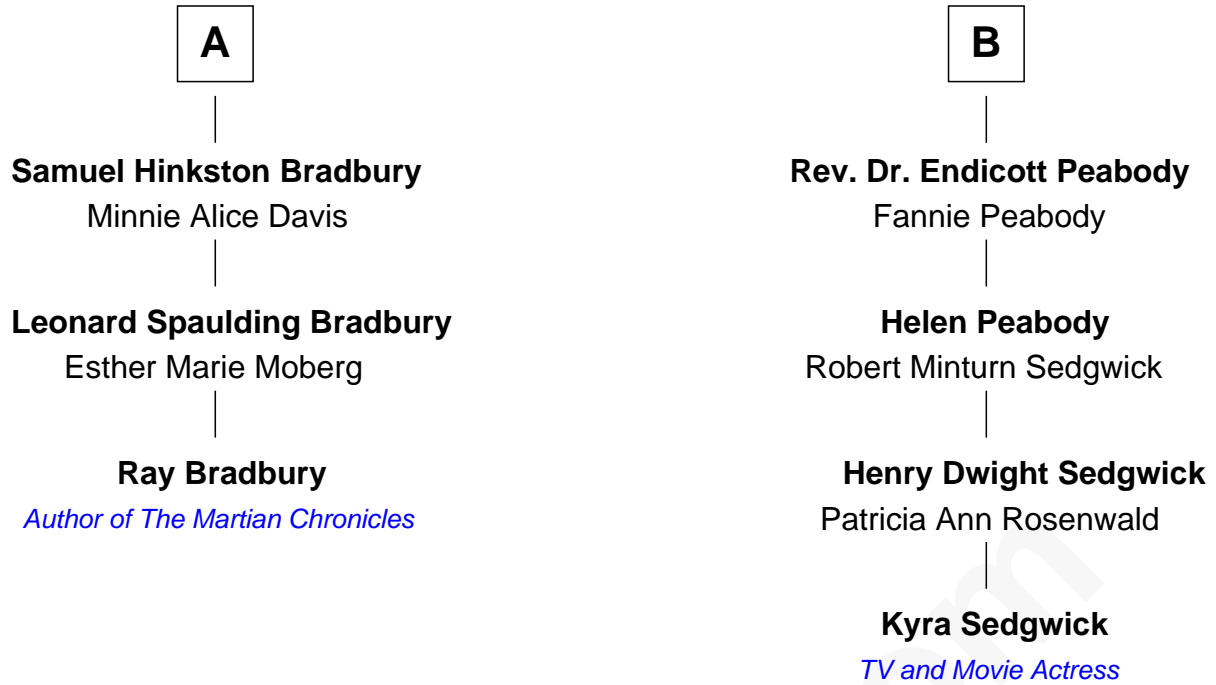 A
Samuel Hinkston Bradbury
Minnie Alice Davis
Leonard Spaulding Bradbury
Esther Marie Moberg
Ray Bradbury
Author of The Martian Chronicles
B
Rev. Dr. Endicott Peabody
Fannie Peabody
Helen Peabody
Robert Minturn Sedgwick
Henry Dwight Sedgwick
Patricia Ann Rosenwald
Kyra Sedgwick
TV and Movie Actress